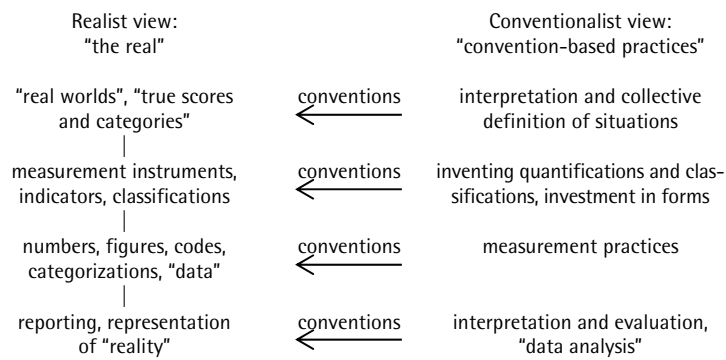 Realist view:
"the real"
Conventionalist view:
"convention-based practices"
"real worlds", "true scores
and categories"
conventions
interpretation and collective
definition of situations
measurement instruments,
indicators, classifications
conventions
inventing quantifications and clas-
sifications, investment in forms
numbers, figures, codes,
categorizations, "data"
conventions
measurement practices
reporting, representation
of "reality"
conventions
interpretation and evaluation,
"data analysis"